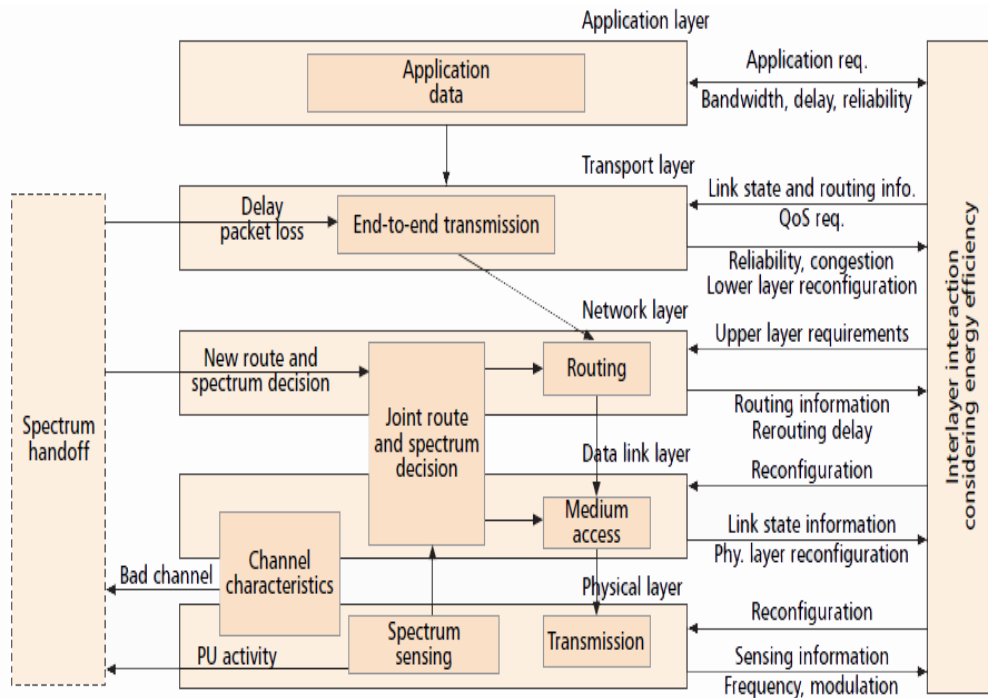 Application layer
Application
data
Application req.
Bandwidth, delay, reliability
Transport layer
Delay
packet loss
End-to-end transmission
Link state and routing info.
QoS req.
Reliability, congestion
Lower layer reconfiguration
Network layer
New route and
spectrum decision
Joint route
and spectrum
decision
Routing
Upper layer requirements
Routing information
Rerouting delay
Spectrum
handoff
Data link layer
Medium
access
Reconfiguration
Link state information
Phy. layer reconfiguration
Channel
characteristics
Bad channel
Physical layer
PU activity
Spectrum
sensing
Transmission
Reconfiguration
Sensing information
Frequency, modulation
Interlayer interaction
considering energy efficiency